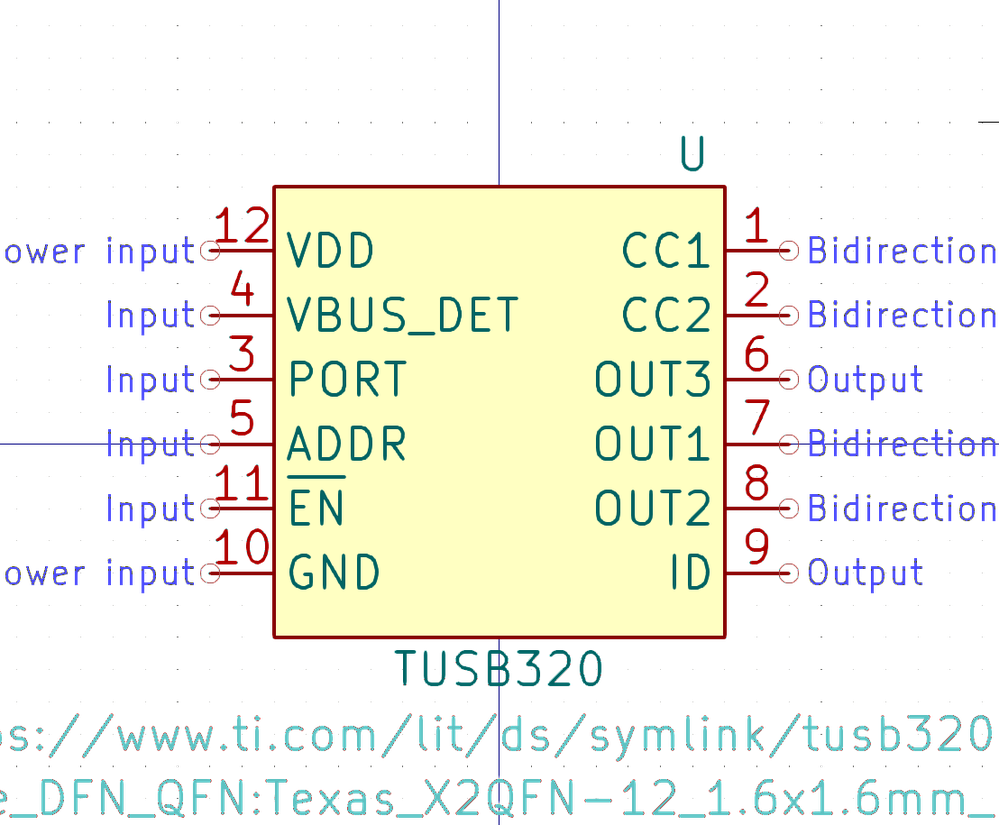 U
ower input 12 VDD CC1 1 Bidirection
Input 4 VBUS_DET CC2 2 Bidirection
Input 3 PORT OUT3 6 Output
Input 5 ADDR OUT1 7 Bidirection
Input 11 EN OUT2 8 Bidirection
ower input 10 GND ID 9 Output
TUSB320
os://www.ti.com/lit/ds/symlink/tusb320
e_DFN_QFN:Texas_X2QFN-12_1.6x1.6mm_